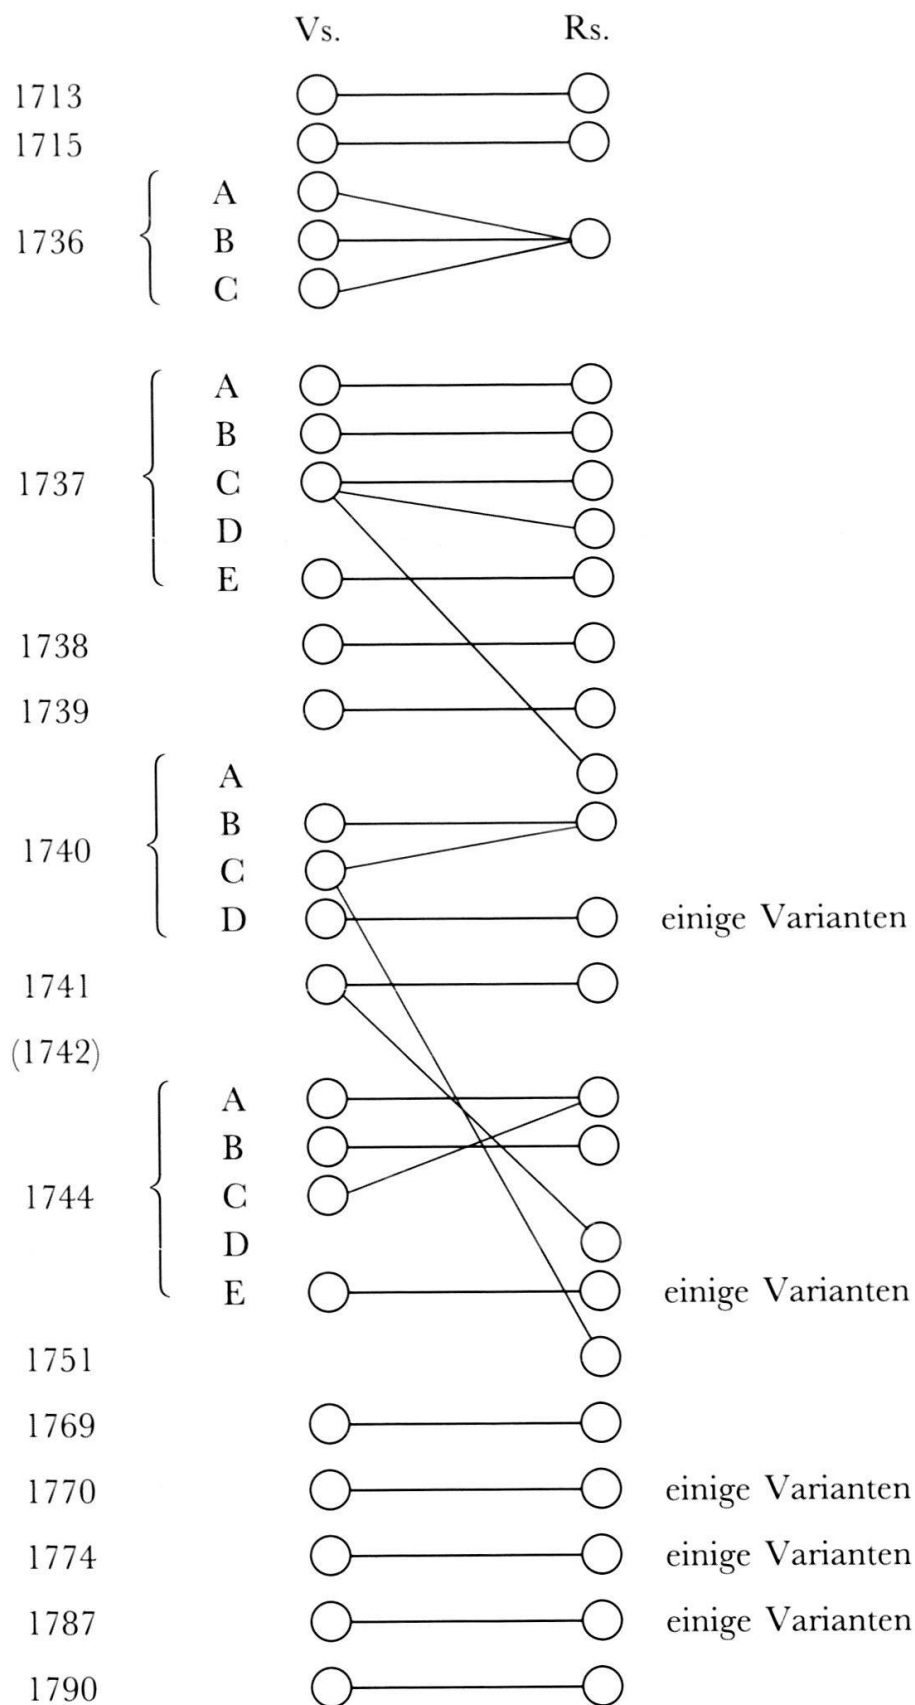 Vs. Rs.
1713
1715
A
1736 B
C
A
B
1737 C
D
E
1738
1739
A
B
1740 C
D einige Varianten
1741
(1742)
A
B
1744 C
D
E einige Varianten
1751
1769
1770 einige Varianten
1774 einige Varianten
1787 einige Varianten
1790